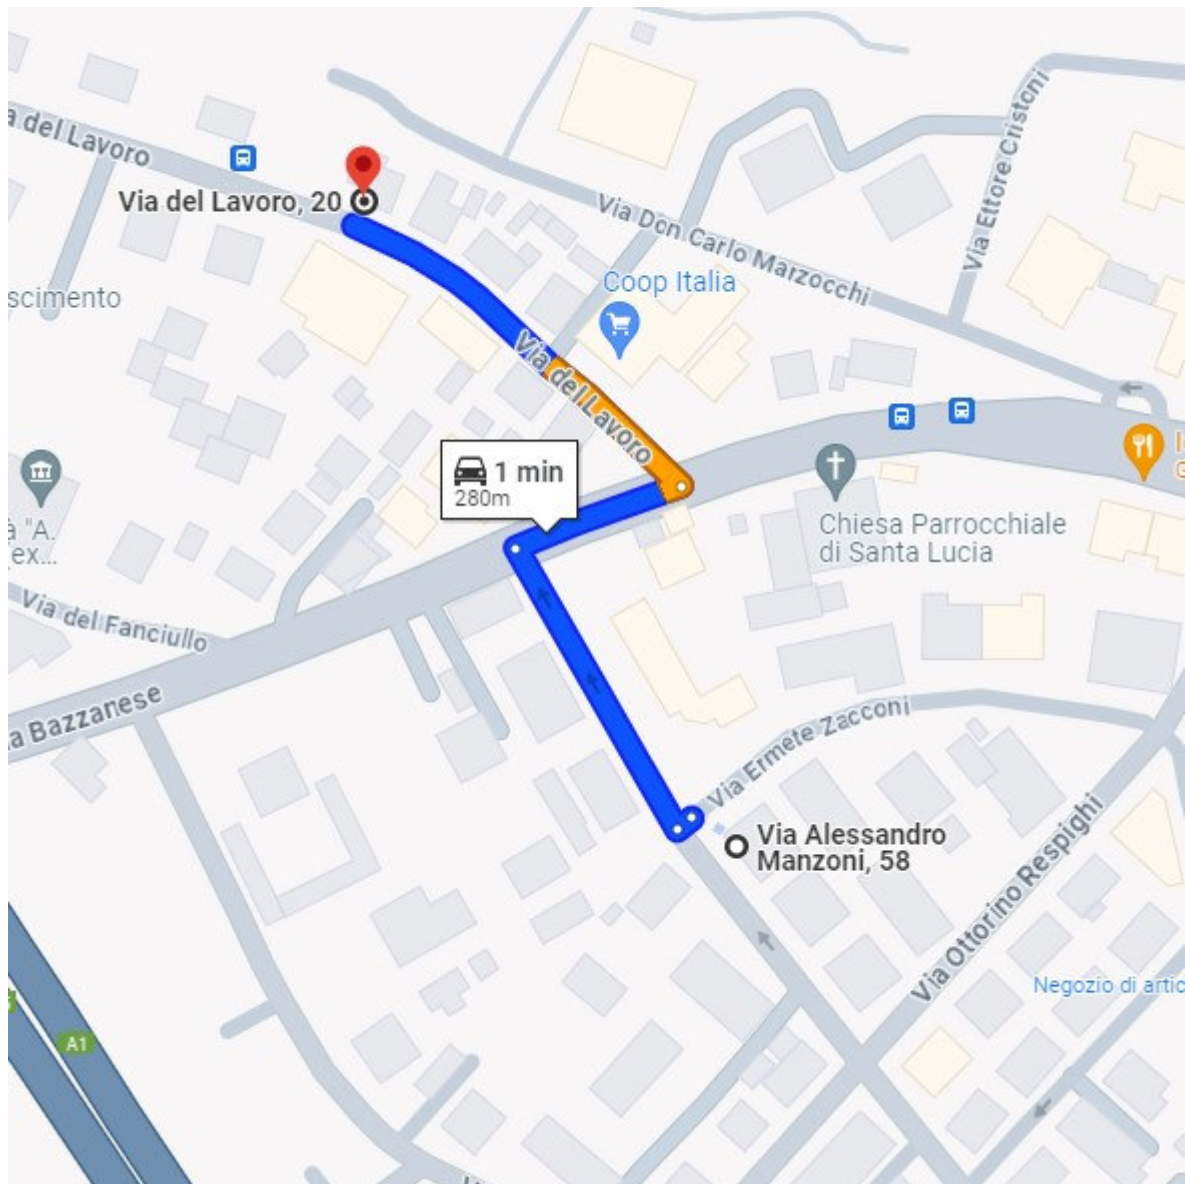 a del Lavoro
Via del Lavoro, 20
Via Ettore Cristoni
Via Don Carlo Marzocchi
scimento
Coop Italia
Via del Lavoro
1 min
280m
Chiesa Parrocchiale
di Santa Lucia
à "A.
ex...
Via del Fanciullo
a Bazzanese
Via Ermete Zacconi
Via Alessandro
Manzoni, 58
Via Ottorino Respighi
Negozio di artic
A1